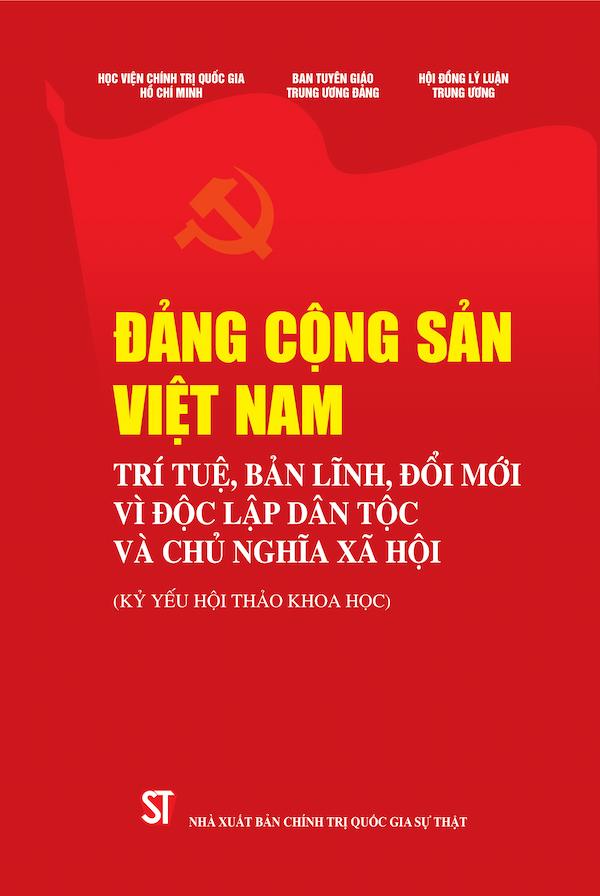 HỌC VIỆN CHÍNH TRỊ QUỐC GIA
HỒ CHÍ MINH
BAN TUYÊN GIÁO
TRUNG ƯƠNG ĐẢNG
HỘI ĐỒNG LÝ LUẬN
TRUNG ƯƠNG
ĐẢNG CỘNG SẢN
VIỆT NAM
TRÍ TUỆ, BẢN LĨNH, ĐỔI MỚI
VÌ ĐỘC LẬP DÂN TỘC
VÀ CHỦ NGHĨA XÃ HỘI
(KỶ YẾU HỘI THẢO KHOA HỌC)
ST
NHÀ XUẤT BẢN CHÍNH TRỊ QUỐC GIA SỰ THẬT